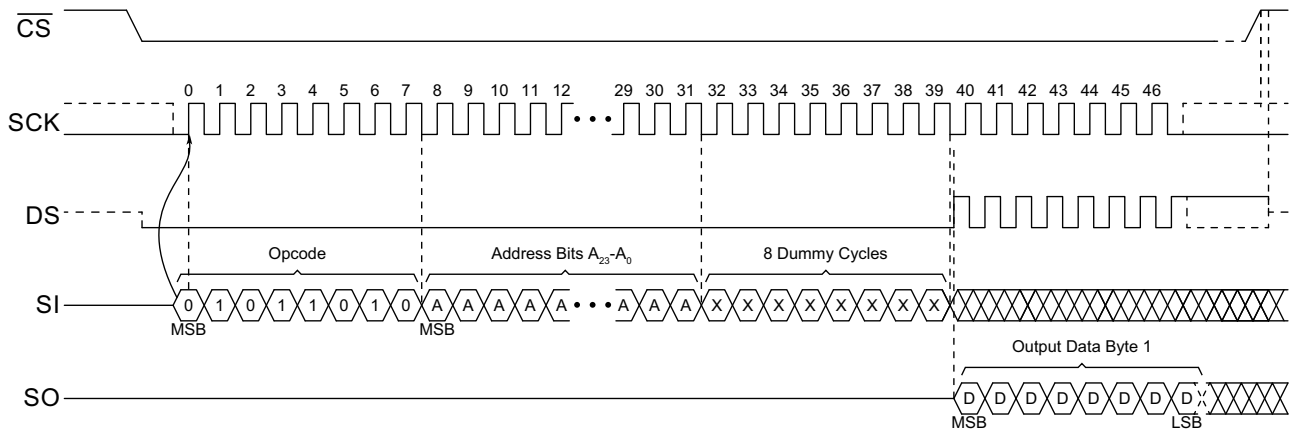 CS
0 1 2 3 4 5 6 7 8 9 10 11 12 29 30 31 32 33 34 35 36 37 38 39 40 41 42 43 44 45 46
SCK
DS
Opcode Address Bits A23-A0 8 Dummy Cycles
SI 0 1 0 1 1 0 1 0 A A A A A A A A X X X X X X X X
MSB MSB
Output Data Byte 1
SO D D D D D D D D
MSB LSB